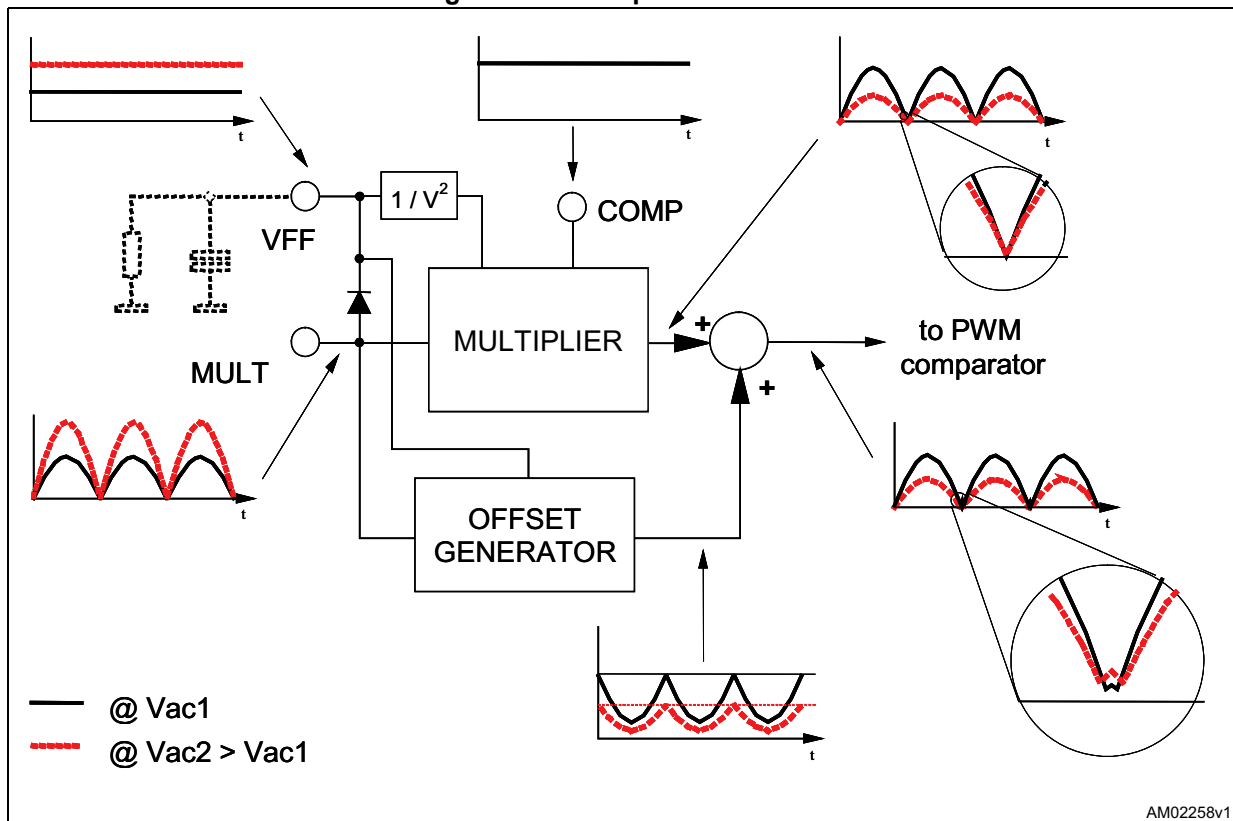 t
t
t
1 / V²
COMP
VFF
MULTIPLIER
+
to PWM
comparator
MULT
+
t
t
OFFSET
GENERATOR
@ Vac1
@ Vac2 > Vac1
t
AM02258v1